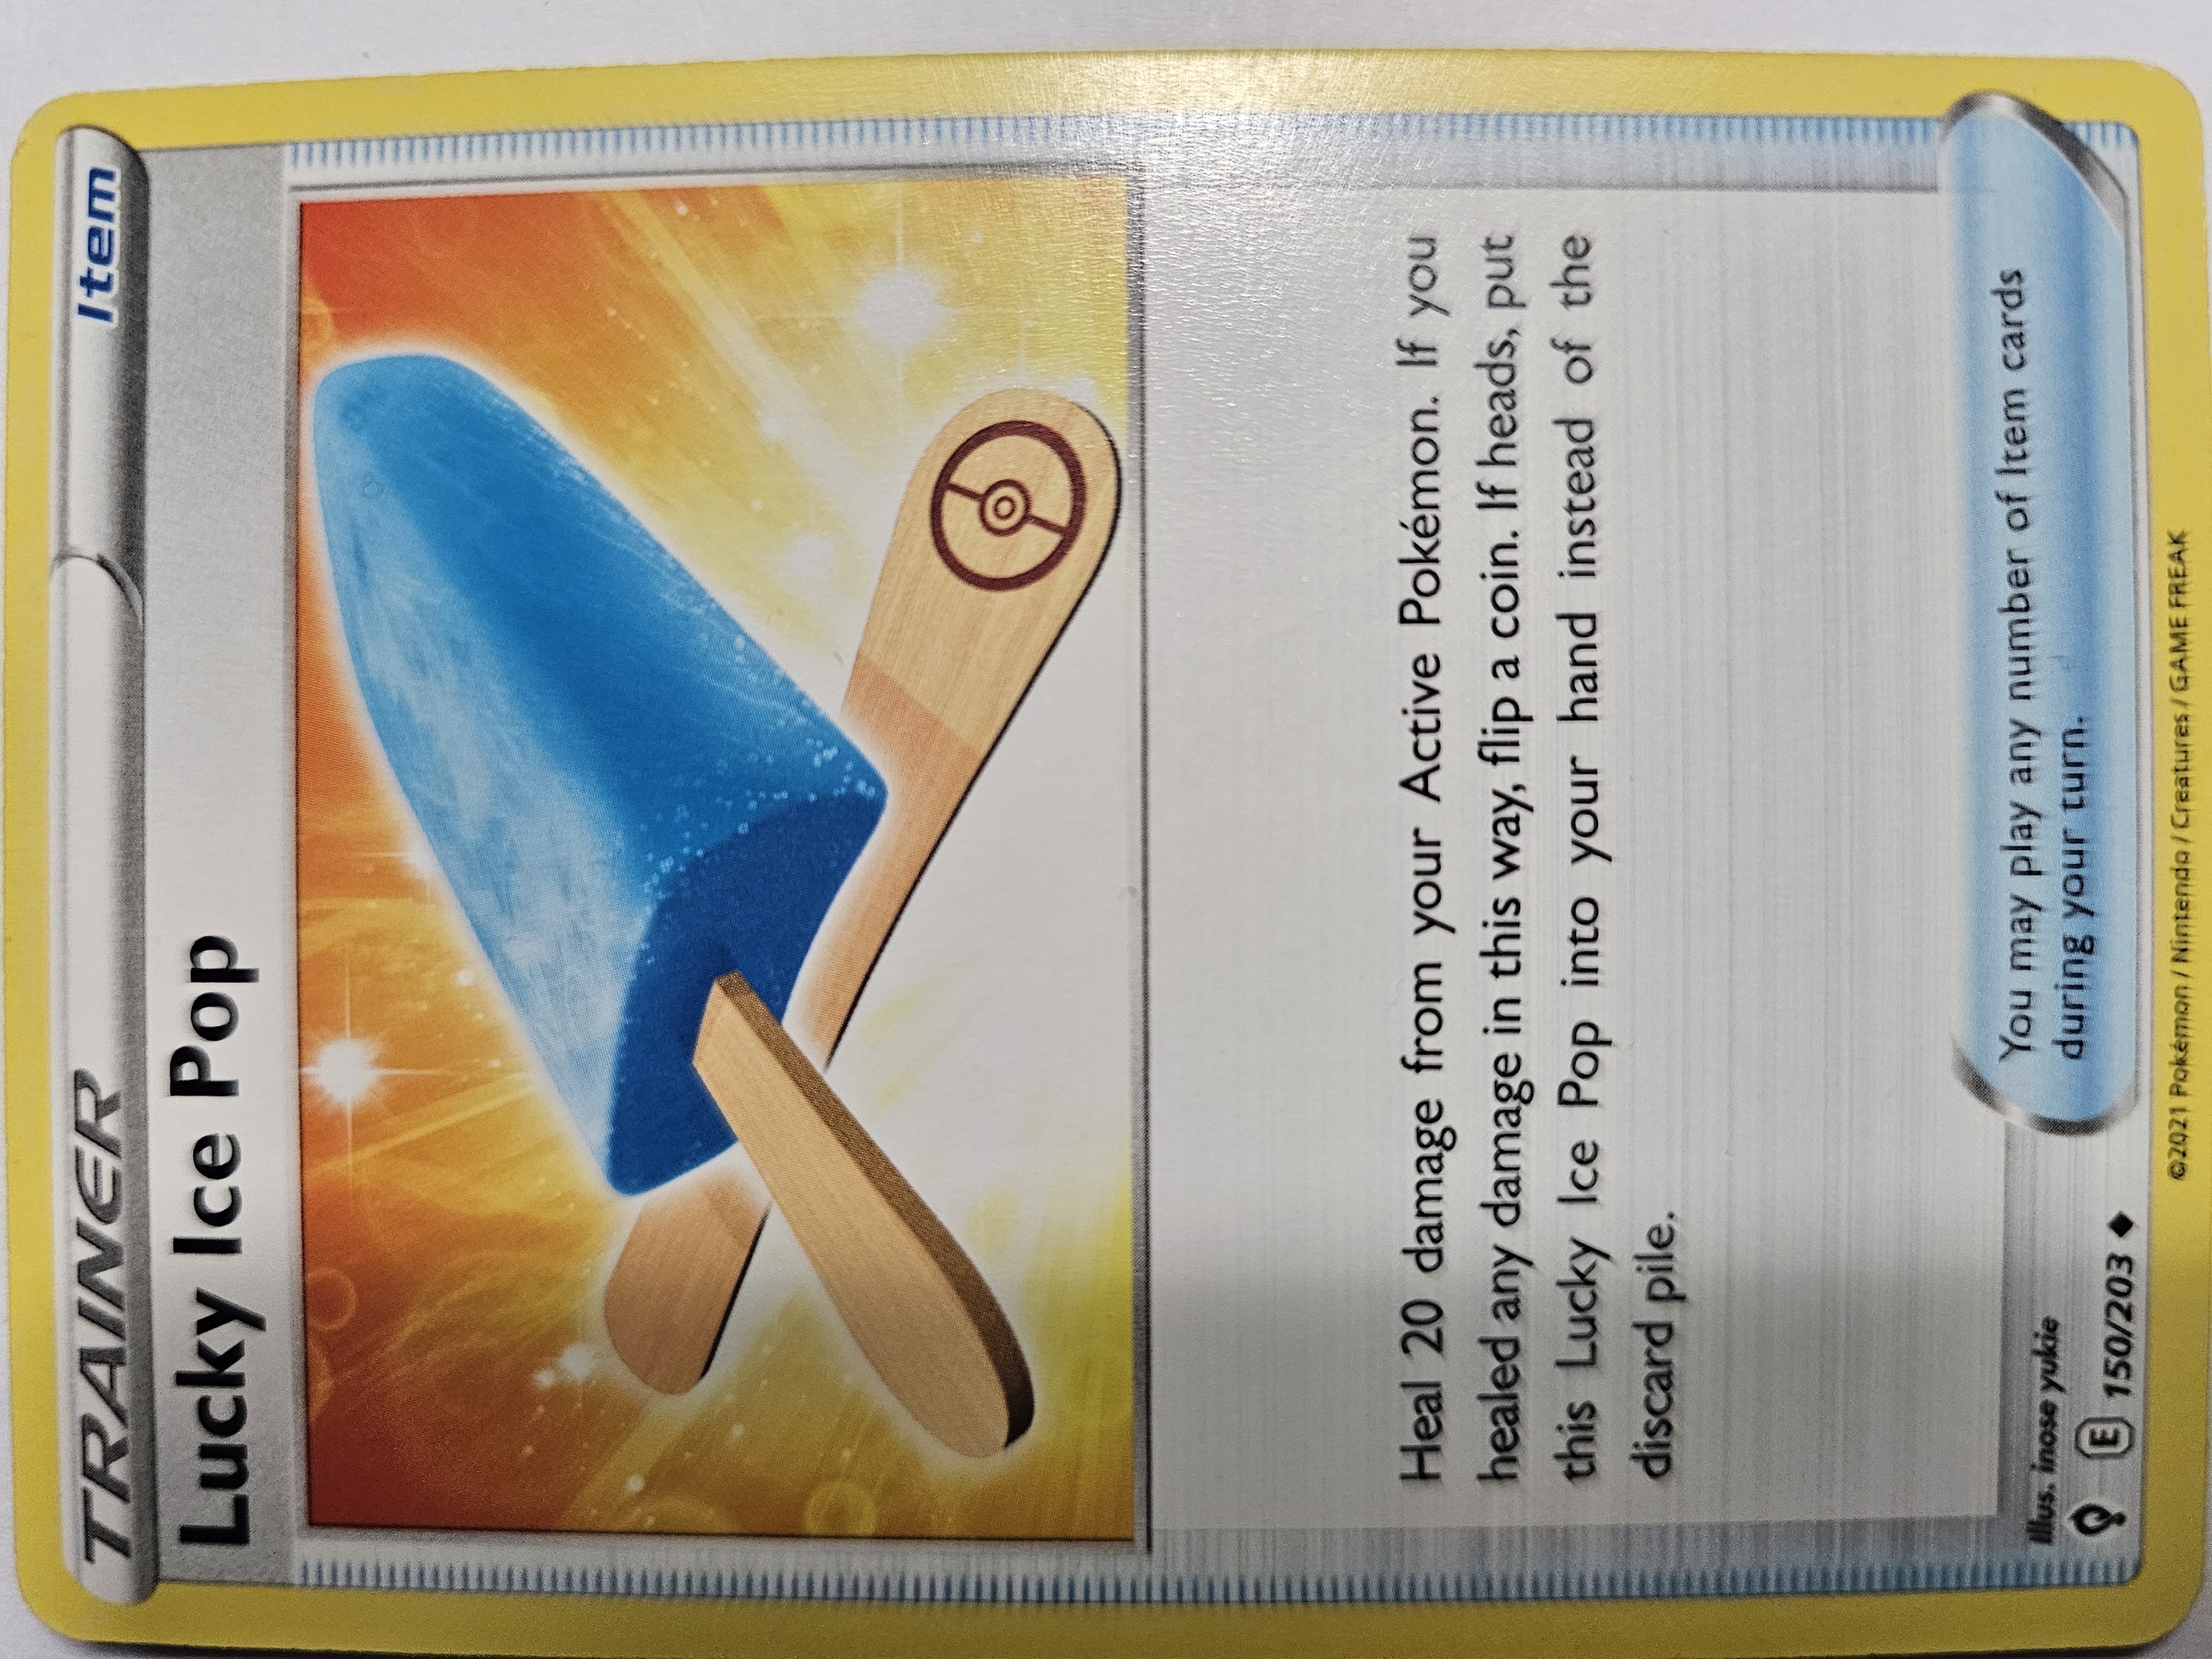 TRAINER
Item
Lucky Ice Pop
Heal 20 damage from your Active Pokémon. If you
healed any damage in this way, flip a coin. If heads, put
this Lucky Ice Pop into your hand instead of the
discard pile.
You may play any number of Item cards
during your turn.
Illus. inose yukie
E 150/203
©2021 Pokémon / Nintendo / Creatures / GAME FREAK